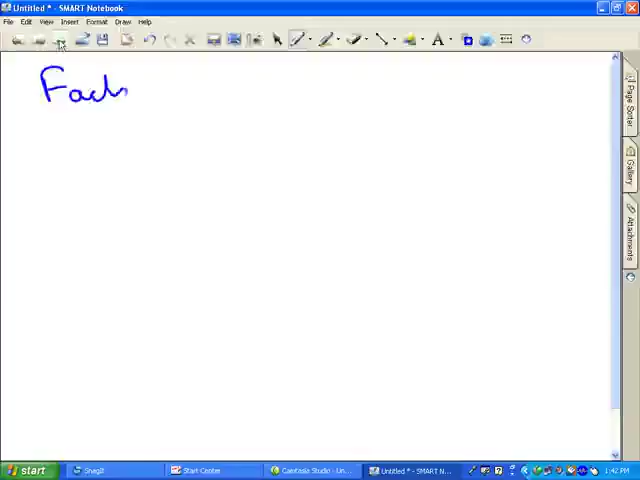 Untitled * - SMART Notebook
File Edit View Insert Format Draw Help
Page Sorter
Gallery
Attachments
start SnagIt Start Center Camtasia Studio - Un... Untitled * - SMART N... 1:42 PM